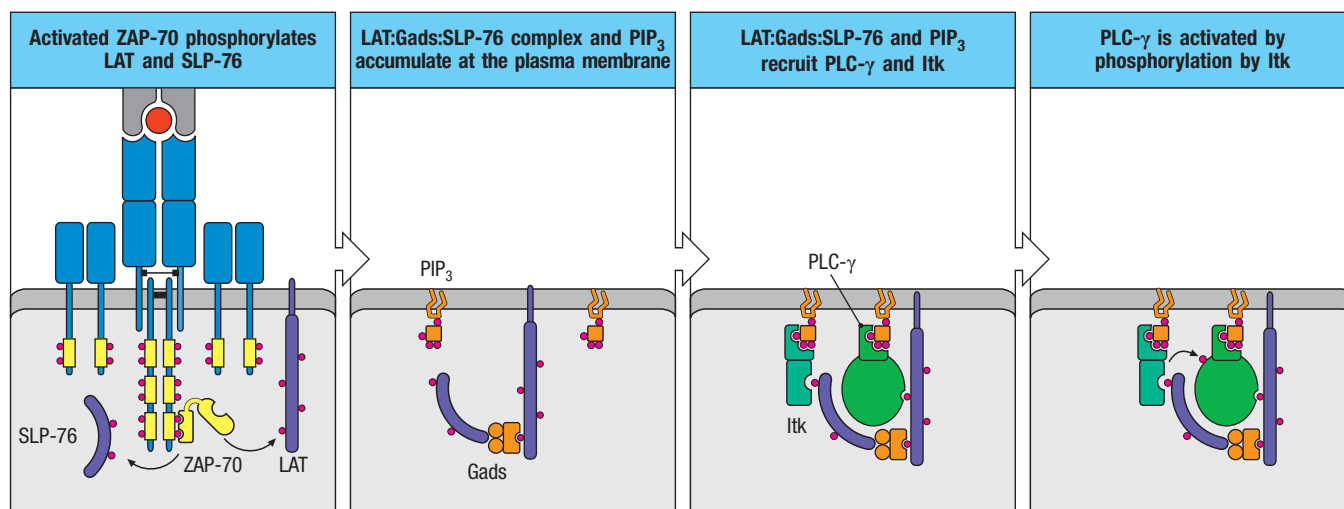 Activated ZAP-70 phosphorylates
LAT and SLP-76
LAT:Gads:SLP-76 complex and PIP₃
accumulate at the plasma membrane
LAT:Gads:SLP-76 and PIP₃
recruit PLC-γ and Itk
PLC-γ is activated by
phosphorylation by Itk
SLP-76
ZAP-70
LAT
PIP₃
Gads
PLC-γ
Itk